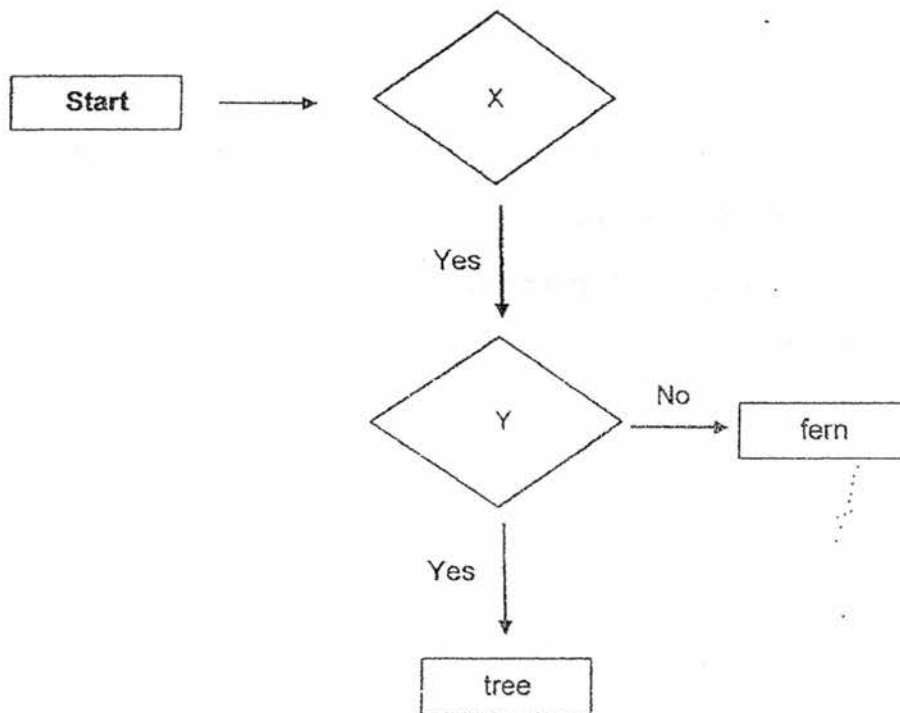 Start
X
Yes
Y
No
fern
Yes
tree